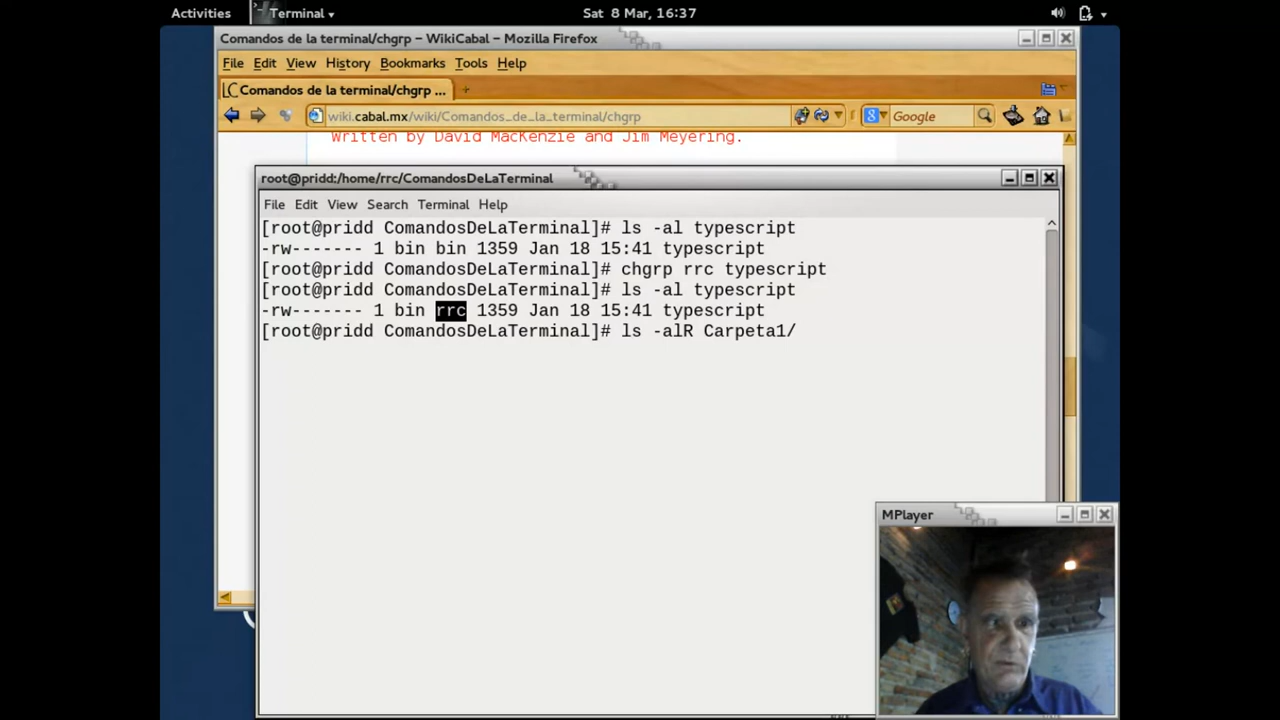 Activities Terminal Sat 8 Mar, 16:37
Comandos de la terminal/chgrp – WikiCabal – Mozilla Firefox
File Edit View History Bookmarks Tools Help
Comandos de la terminal/chgrp ...
wiki.cabal.mx/wiki/Comandos_de_la_terminal/chgrp Google
Written by David MacKenzie and Jim Meyering.
root@pridd:/home/rrc/ComandosDeLaTerminal
File Edit View Search Terminal Help
[root@pridd ComandosDeLaTerminal]# ls -al typescript
-rw------- 1 bin bin 1359 Jan 18 15:41 typescript
[root@pridd ComandosDeLaTerminal]# chgrp rrc typescript
[root@pridd ComandosDeLaTerminal]# ls -al typescript
-rw------- 1 bin rrc 1359 Jan 18 15:41 typescript
[root@pridd ComandosDeLaTerminal]# ls -alR Carpeta1/
MPlayer